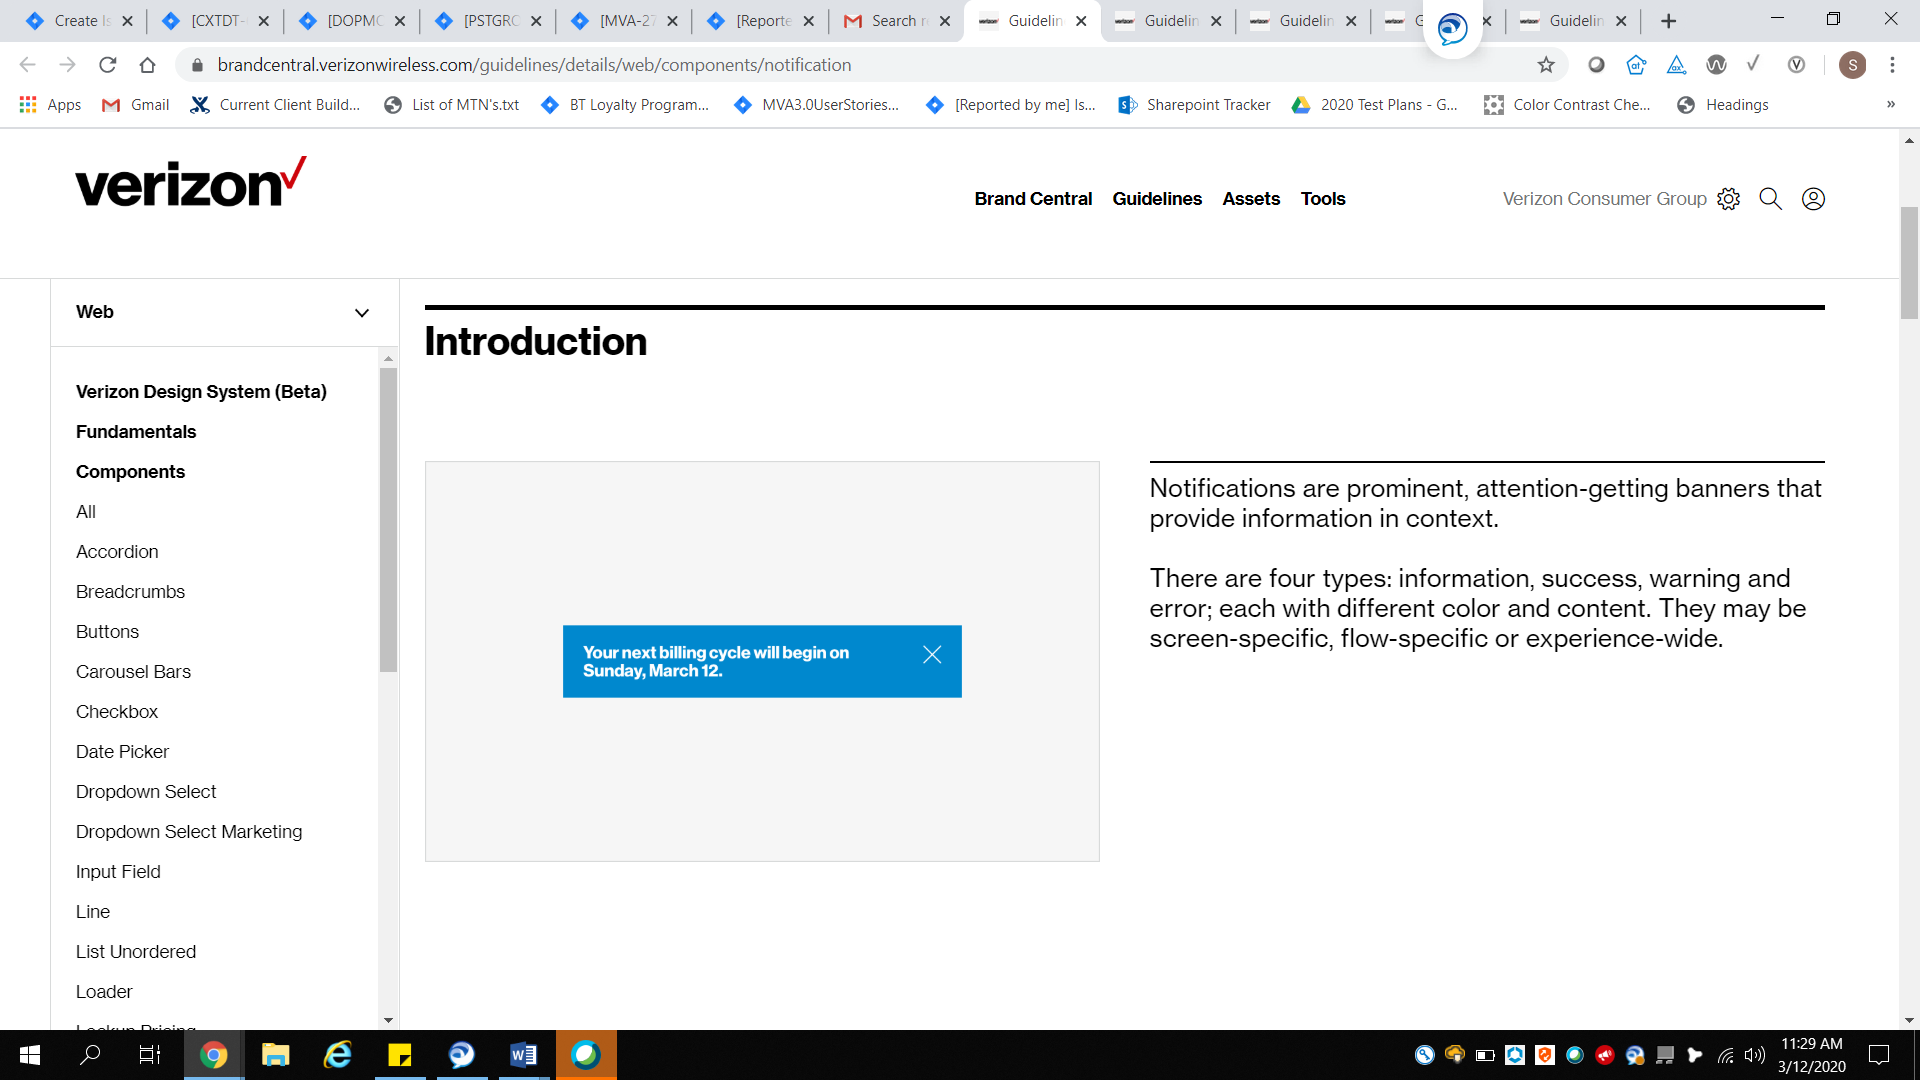 Create Is
[CXTDT-
[DOPMO
[PSTGRO
[MVA-27
[Reporte
Search r
Guidelin
Guidelin
Guidelin
G
Guidelin
brandcentral.verizonwireless.com/guidelines/details/web/components/notification
S
Apps
Gmail
Current Client Build...
List of MTN's.txt
BT Loyalty Program...
MVA3.0UserStories...
[Reported by me] Is...
Sharepoint Tracker
2020 Test Plans - G...
Color Contrast Che...
Headings
»
verizon
Brand Central
Guidelines
Assets
Tools
Verizon Consumer Group
Web
Verizon Design System (Beta)
Fundamentals
Components
All
Accordion
Breadcrumbs
Buttons
Carousel Bars
Checkbox
Date Picker
Dropdown Select
Dropdown Select Marketing
Input Field
Line
List Unordered
Loader
Lockup Pricing
Introduction
Your next billing cycle will begin on
Sunday, March 12.
Notifications are prominent, attention-getting banners that
provide information in context.
There are four types: information, success, warning and
error; each with different color and content. They may be
screen-specific, flow-specific or experience-wide.
11:29 AM
3/12/2020